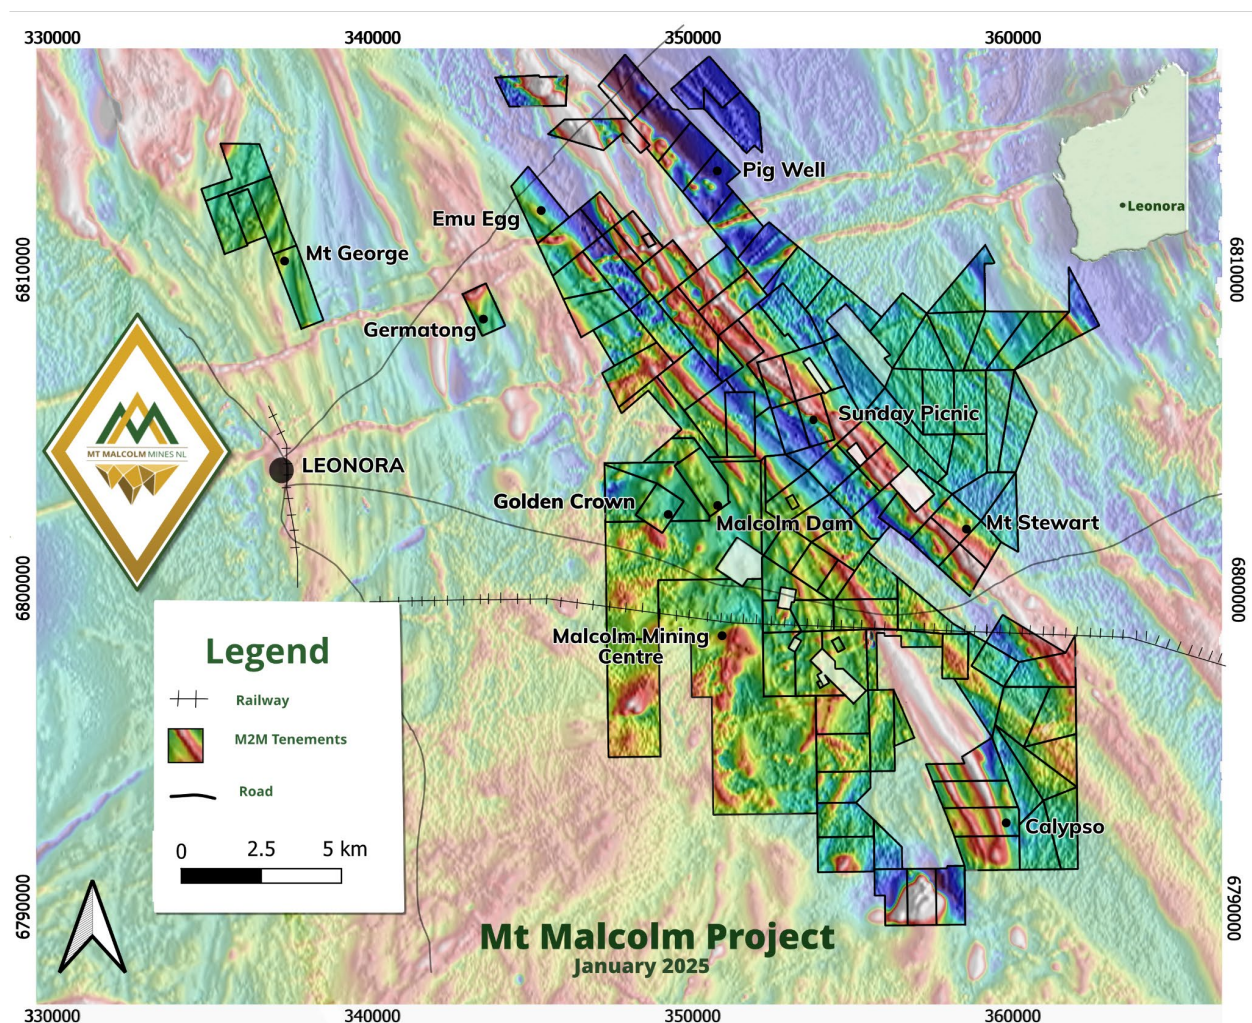 330000 340000 350000 360000
Pig Well
Leonora
Emu Egg
Mt George
6810000
6810000
Germatong
Sunday Picnic
MT MALCOLM MINES NL
LEONORA
Golden Crown
Malcolm Dam
Mt Stewart
6800000
6800000
Malcolm Mining
Centre
Legend
Railway
M2M Tenements
Road
0 2.5 5 km
Calypso
6790000
6790000
Mt Malcolm Project
January 2025
330000 340000 350000 360000